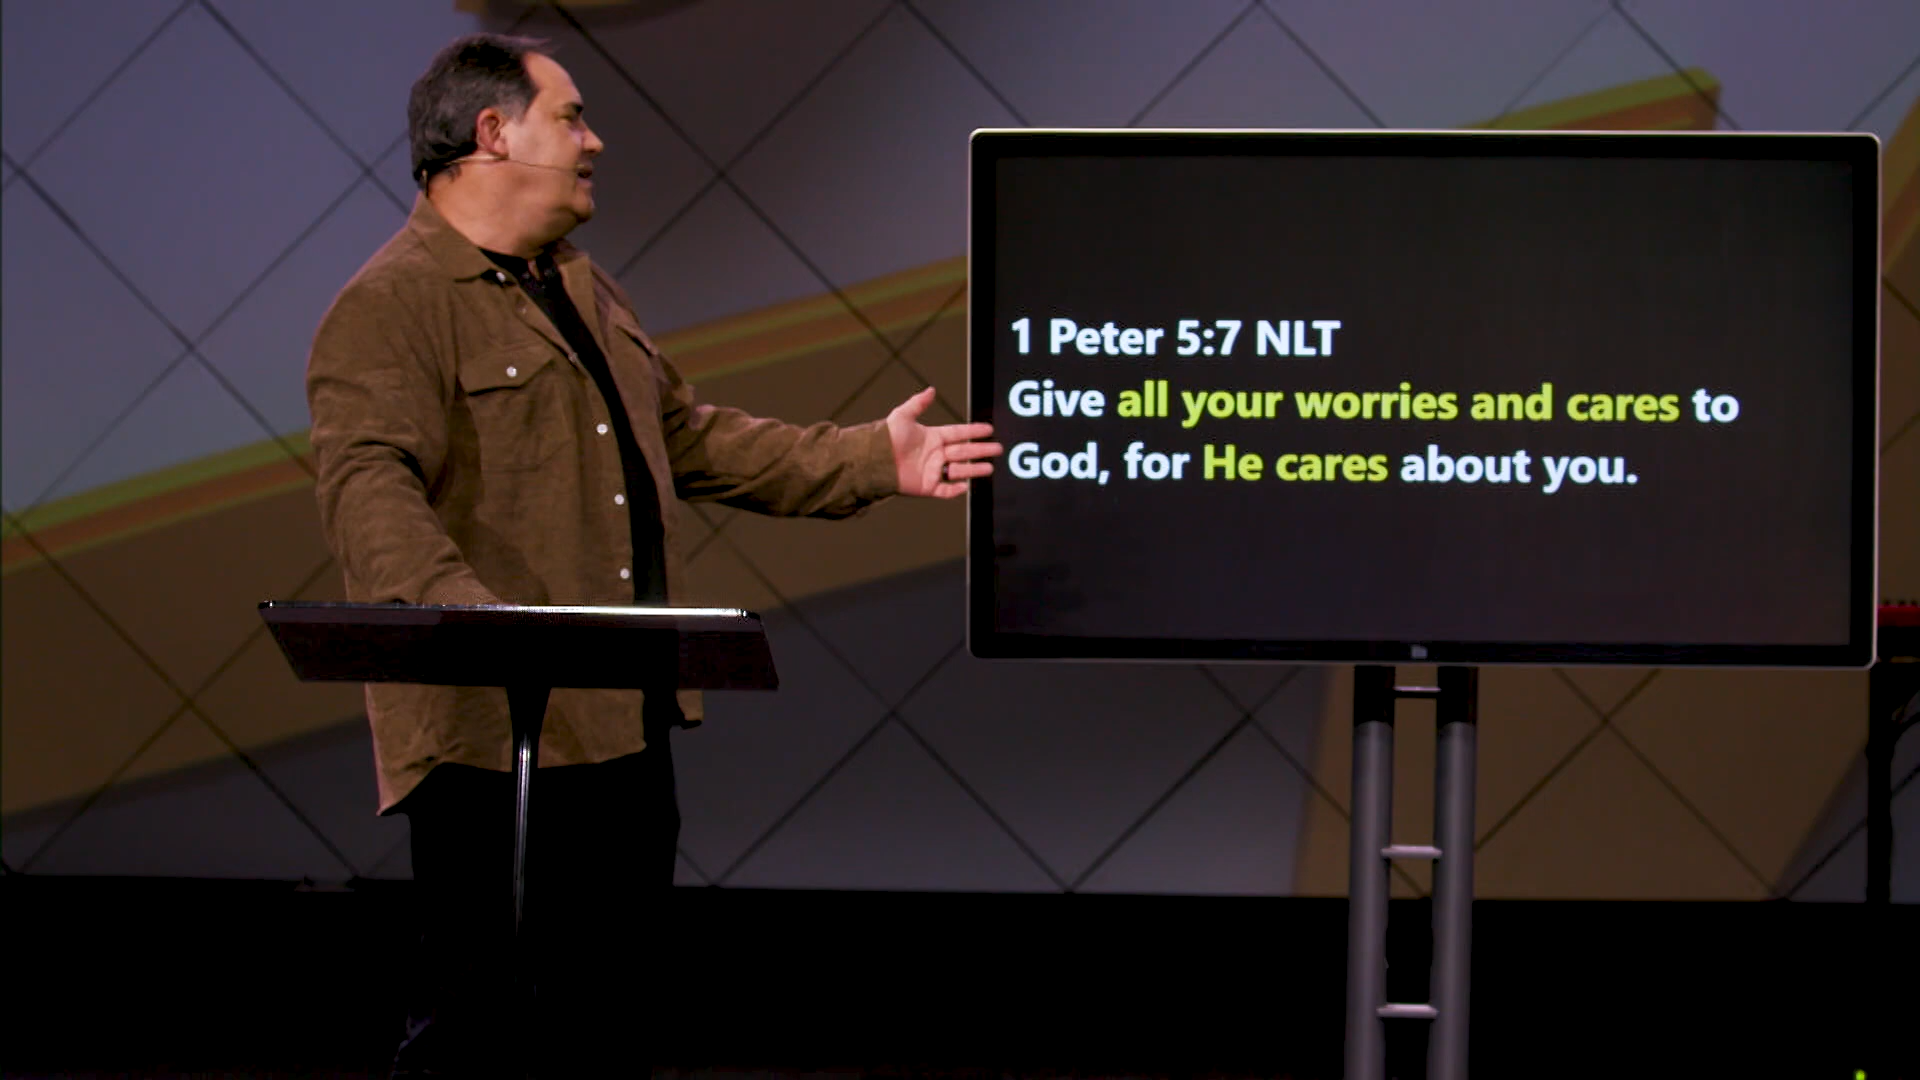 1 Peter 5:7 NLT
Give all your worries and cares to
God, for He cares about you.